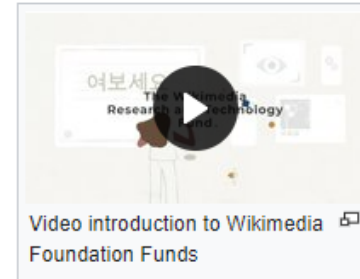 여보세요
The Wikimedia
Research and Technology
Fund.
Video introduction to Wikimedia
Foundation Funds